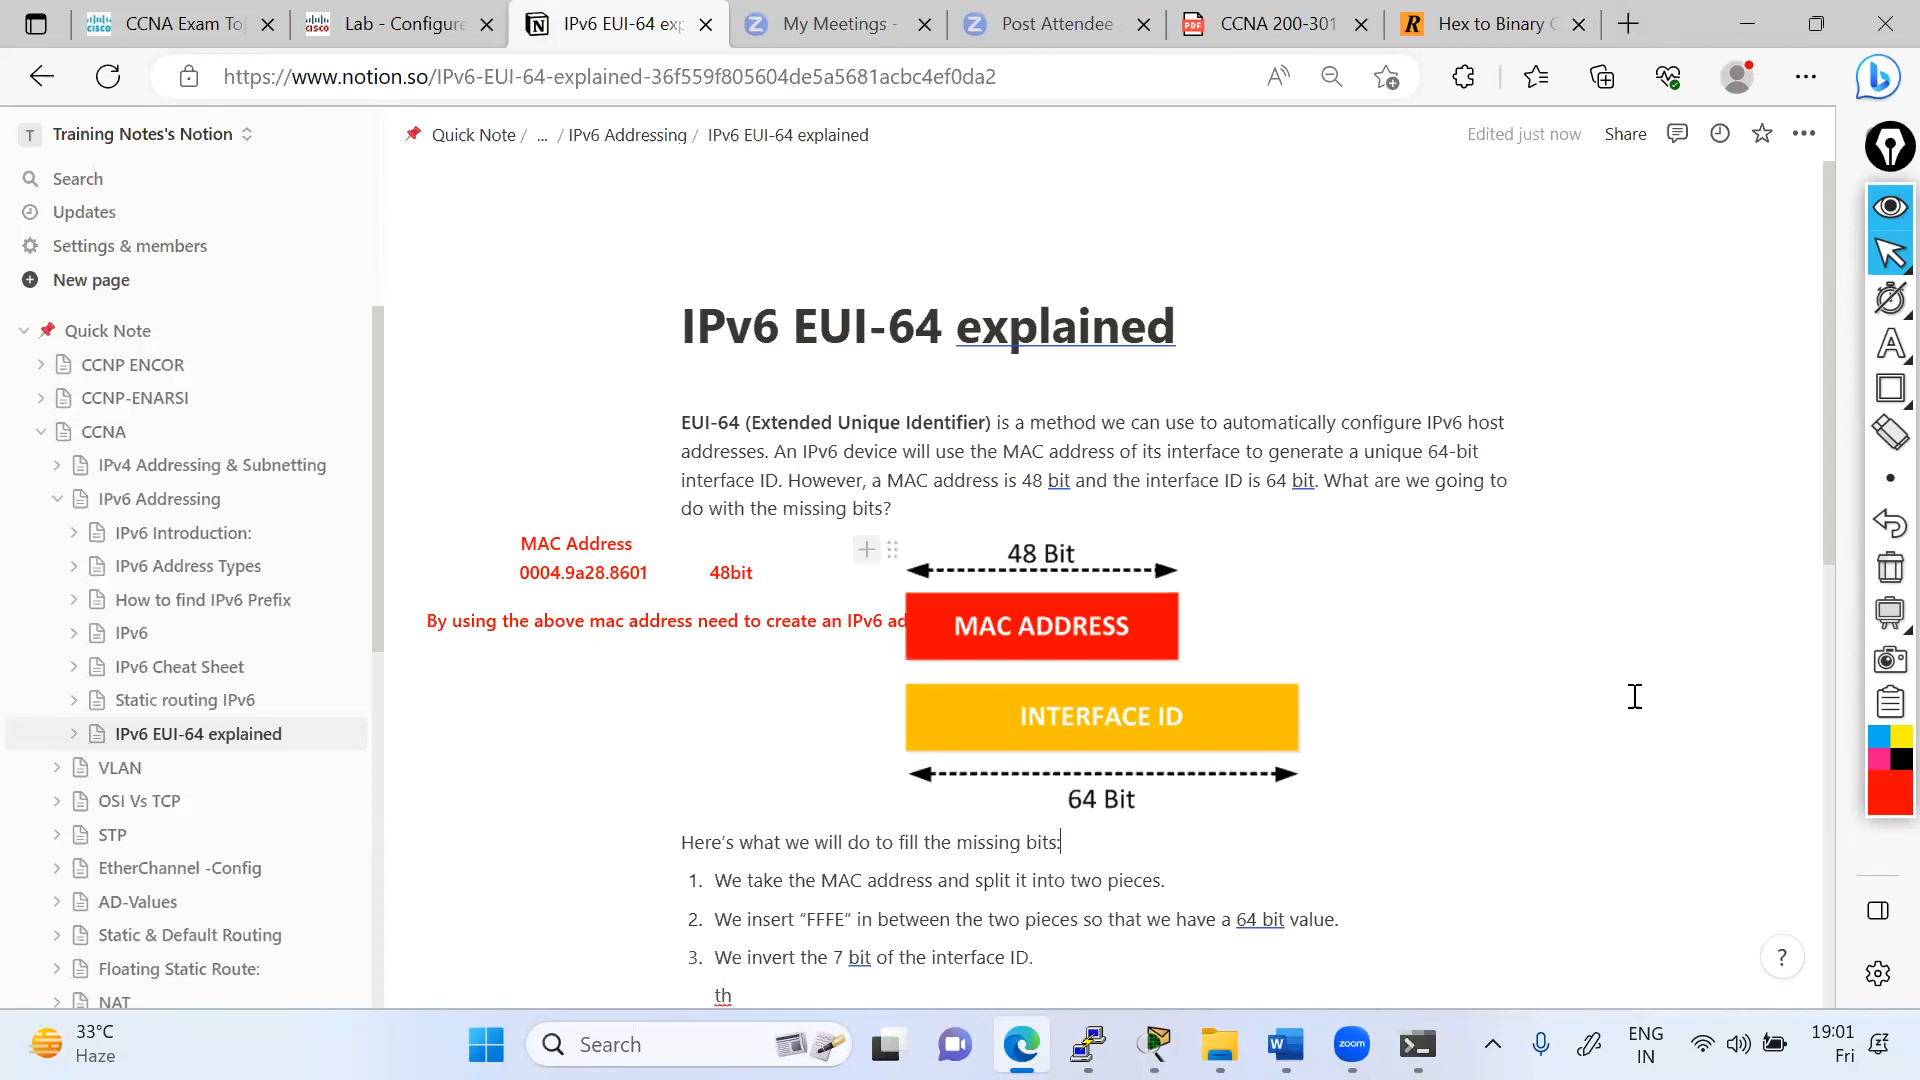 CCNA Exam To
Lab - Configure
IPv6 EUI-64 ex
My Meetings -
Post Attendee -
CCNA 200-301
Hex to Binary C
https://www.notion.so/IPv6-EUI-64-explained-36f559f805604de5a5681acbc4ef0da2
T Training Notes's Notion
Quick Note / ... / IPv6 Addressing / IPv6 EUI-64 explained
Edited just now Share
Search
Updates
Settings & members
New page
Quick Note
CCNP ENCOR
CCNP-ENARSI
CCNA
IPv4 Addressing & Subnetting
IPv6 Addressing
IPv6 Introduction:
IPv6 Address Types
How to find IPv6 Prefix
IPv6
IPv6 Cheat Sheet
Static routing IPv6
IPv6 EUI-64 explained
VLAN
OSI Vs TCP
STP
EtherChannel -Config
AD-Values
Static & Default Routing
Floating Static Route:
NAT
IPv6 EUI-64 explained
EUI-64 (Extended Unique Identifier) is a method we can use to automatically configure IPv6 host
addresses. An IPv6 device will use the MAC address of its interface to generate a unique 64-bit
interface ID. However, a MAC address is 48 bit and the interface ID is 64 bit. What are we going to
do with the missing bits?
MAC Address
0004.9a28.8601 48bit
By using the above mac address need to create an IPv6 ad
48 Bit
MAC ADDRESS
INTERFACE ID
64 Bit
Here's what we will do to fill the missing bits:
1. We take the MAC address and split it into two pieces.
2. We insert “FFFE“ in between the two pieces so that we have a 64 bit value.
3. We invert the 7 bit of the interface ID.
th
?
33°C
Haze
Search
zoom
ENG
IN
19:01
Fri